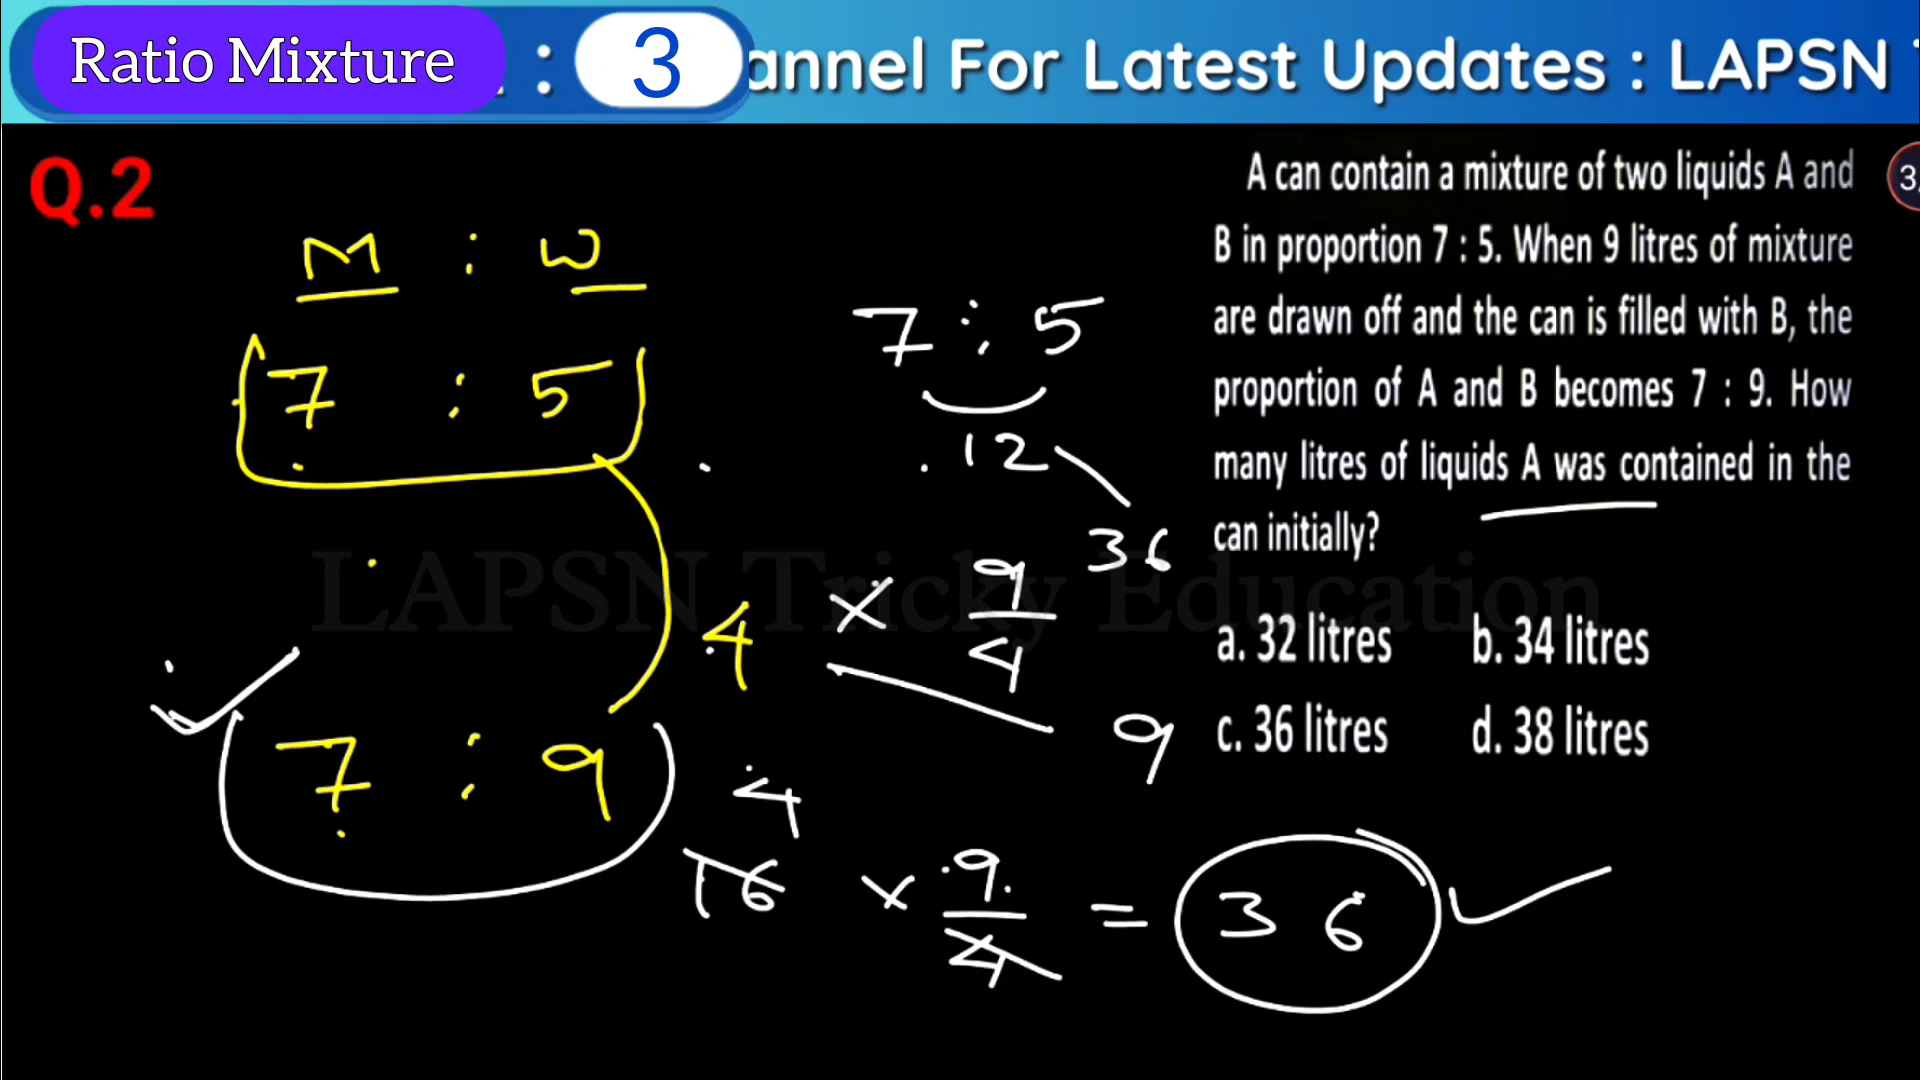 Ratio Mixture : 3 annel For Latest Updates : LAPSN
Q.2
A can contain a mixture of two liquids A and
B in proportion 7 : 5. When 9 litres of mixture
are drawn off and the can is filled with B, the
proportion of A and B becomes 7 : 9. How
many litres of liquids A was contained in the
can initially?
a. 32 litres b. 34 litres
c. 36 litres d. 38 litres
M : W
7 : 5
7 : 5
12
36
4 × 9/4
9
7 : 9
4
16 × 9/4 = 36
LAPSN Tricky Education
3